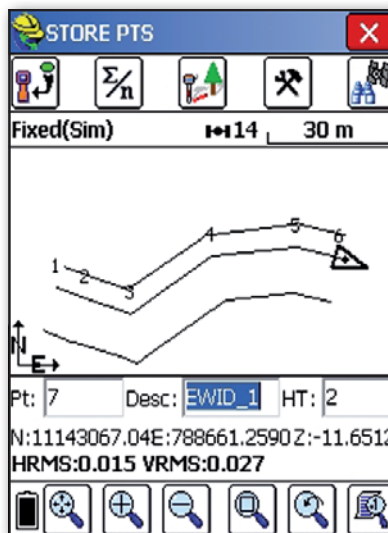 STORE PTS
Σ/n
Fixed(Sim) 14 30 m
1 2 3 4 5 6
N
E
Pt: 7 Desc: EWID_1 HT: 2
N:11143067.04E:788661.2590 Z:-11.6512
HRMS:0.015 VRMS:0.027